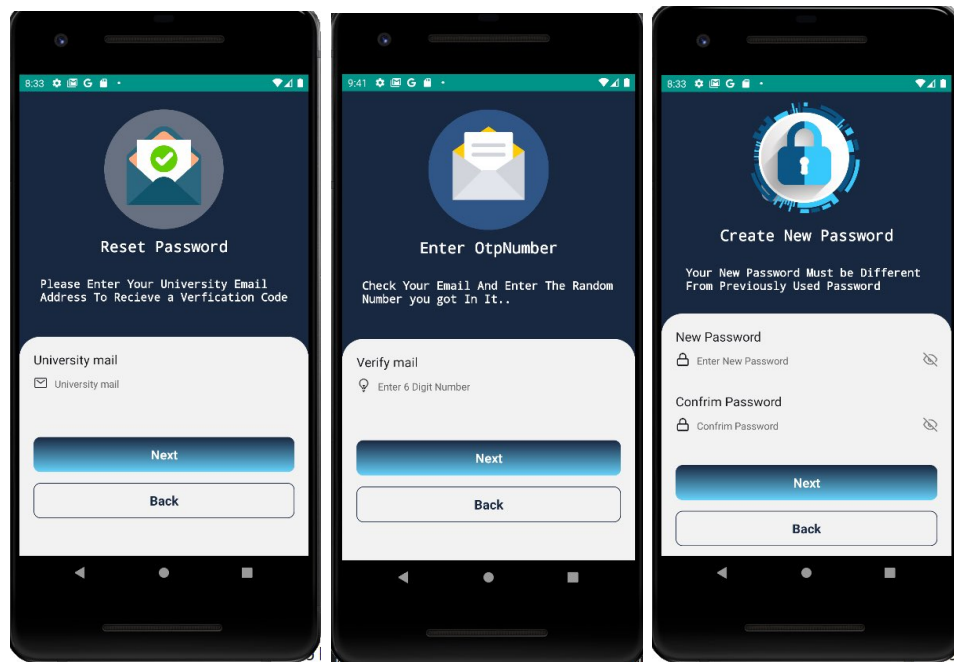 8:33 G
Reset Password
Please Enter Your University Email
Address To Recieve a Verfication Code
University mail
University mail
Next
Back
9:41 G
Enter OtpNumber
Check Your Email And Enter The Random
Number you got In It..
Verify mail
Enter 6 Digit Number
Next
Back
8:33 G
Create New Password
Your New Password Must be Different
From Previously Used Password
New Password
Enter New Password
Confrim Password
Confrim Password
Next
Back